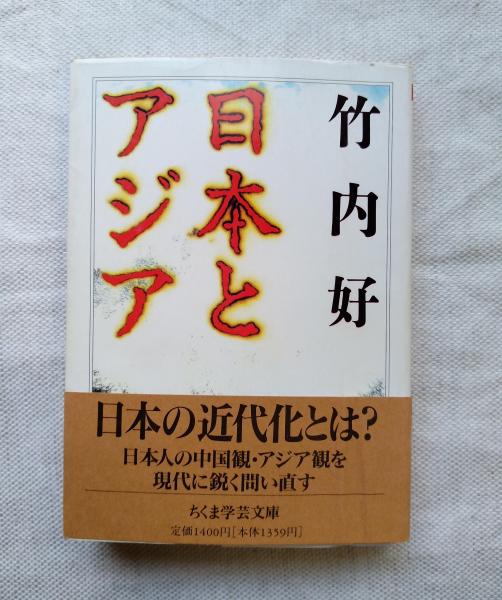 竹内好
日本と
アジア
日本の近代化とは?
日本人の中国観・アジア観を
現代に鋭く問い直す
ちくま学芸文庫
定価1400円[本体1359円]